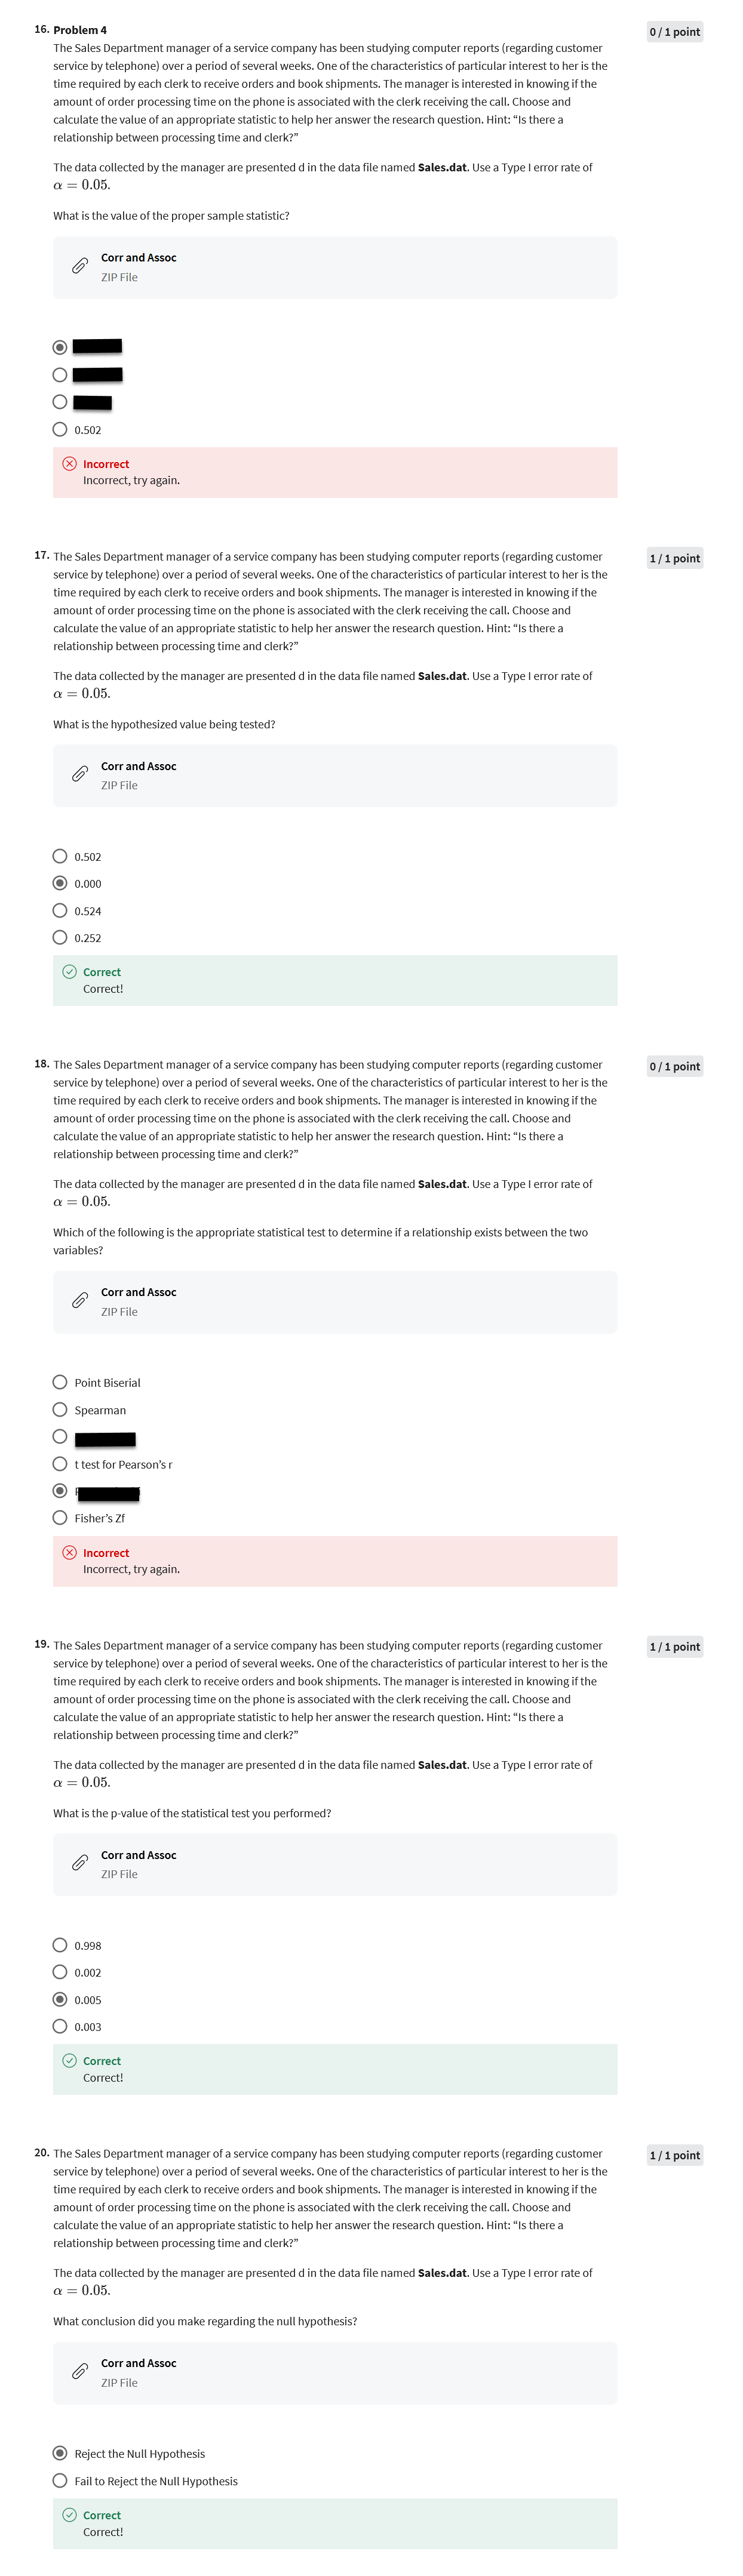 16. Problem 4
0 / 1 point
The Sales Department manager of a service company has been studying computer reports (regarding customer
service by telephone) over a period of several weeks. One of the characteristics of particular interest to her is the
time required by each clerk to receive orders and book shipments. The manager is interested in knowing if the
amount of order processing time on the phone is associated with the clerk receiving the call. Choose and
calculate the value of an appropriate statistic to help her answer the research question. Hint: “Is there a
relationship between processing time and clerk?”
The data collected by the manager are presented d in the data file named Sales.dat. Use a Type I error rate of
α = 0.05.
What is the value of the proper sample statistic?
Corr and Assoc
ZIP File
0.502
Incorrect
Incorrect, try again.
17. The Sales Department manager of a service company has been studying computer reports (regarding customer
1 / 1 point
service by telephone) over a period of several weeks. One of the characteristics of particular interest to her is the
time required by each clerk to receive orders and book shipments. The manager is interested in knowing if the
amount of order processing time on the phone is associated with the clerk receiving the call. Choose and
calculate the value of an appropriate statistic to help her answer the research question. Hint: “Is there a
relationship between processing time and clerk?”
The data collected by the manager are presented d in the data file named Sales.dat. Use a Type I error rate of
α = 0.05.
What is the hypothesized value being tested?
Corr and Assoc
ZIP File
0.502
0.000
0.524
0.252
Correct
Correct!
18. The Sales Department manager of a service company has been studying computer reports (regarding customer
0 / 1 point
service by telephone) over a period of several weeks. One of the characteristics of particular interest to her is the
time required by each clerk to receive orders and book shipments. The manager is interested in knowing if the
amount of order processing time on the phone is associated with the clerk receiving the call. Choose and
calculate the value of an appropriate statistic to help her answer the research question. Hint: “Is there a
relationship between processing time and clerk?”
The data collected by the manager are presented d in the data file named Sales.dat. Use a Type I error rate of
α = 0.05.
Which of the following is the appropriate statistical test to determine if a relationship exists between the two
variables?
Corr and Assoc
ZIP File
Point Biserial
Spearman
t test for Pearson’s r
Fisher’s Zf
Incorrect
Incorrect, try again.
19. The Sales Department manager of a service company has been studying computer reports (regarding customer
1 / 1 point
service by telephone) over a period of several weeks. One of the characteristics of particular interest to her is the
time required by each clerk to receive orders and book shipments. The manager is interested in knowing if the
amount of order processing time on the phone is associated with the clerk receiving the call. Choose and
calculate the value of an appropriate statistic to help her answer the research question. Hint: “Is there a
relationship between processing time and clerk?”
The data collected by the manager are presented d in the data file named Sales.dat. Use a Type I error rate of
α = 0.05.
What is the p-value of the statistical test you performed?
Corr and Assoc
ZIP File
0.998
0.002
0.005
0.003
Correct
Correct!
20. The Sales Department manager of a service company has been studying computer reports (regarding customer
1 / 1 point
service by telephone) over a period of several weeks. One of the characteristics of particular interest to her is the
time required by each clerk to receive orders and book shipments. The manager is interested in knowing if the
amount of order processing time on the phone is associated with the clerk receiving the call. Choose and
calculate the value of an appropriate statistic to help her answer the research question. Hint: “Is there a
relationship between processing time and clerk?”
The data collected by the manager are presented d in the data file named Sales.dat. Use a Type I error rate of
α = 0.05.
What conclusion did you make regarding the null hypothesis?
Corr and Assoc
ZIP File
Reject the Null Hypothesis
Fail to Reject the Null Hypothesis
Correct
Correct!